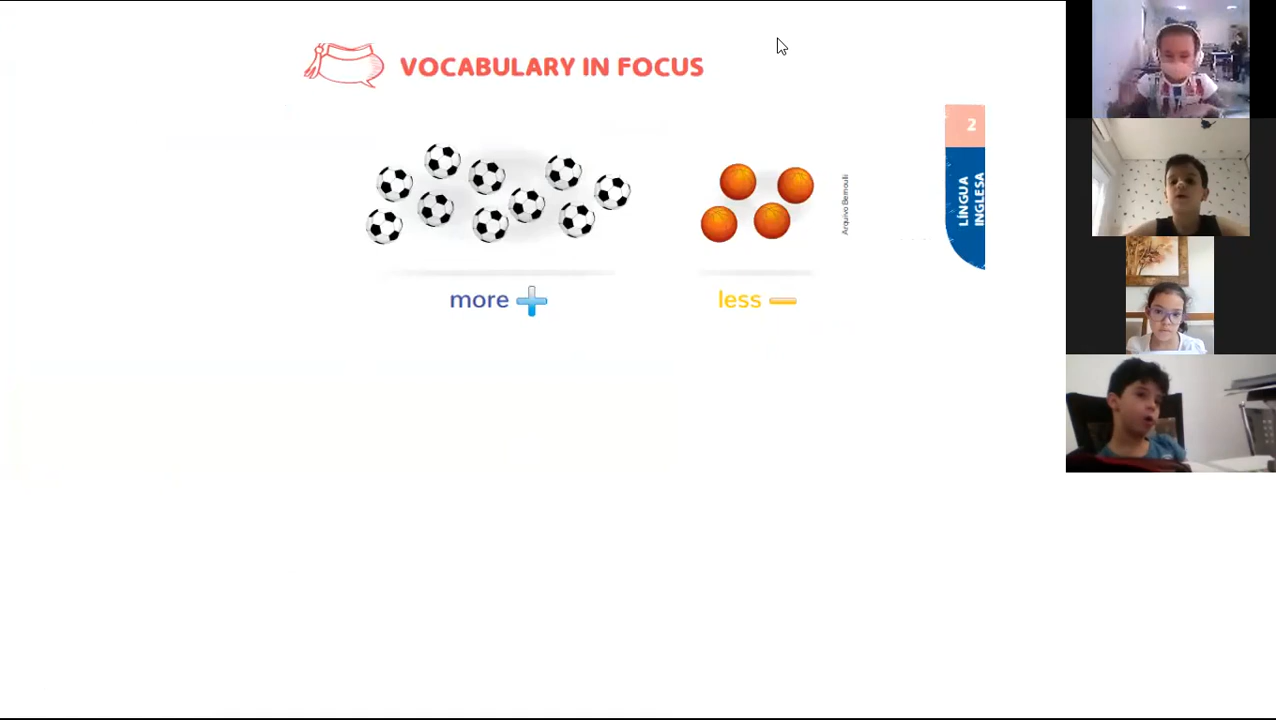 VOCABULARY IN FOCUS
2
LÍNGUA
INGLESA
Arquivo Bernoulli
more
less